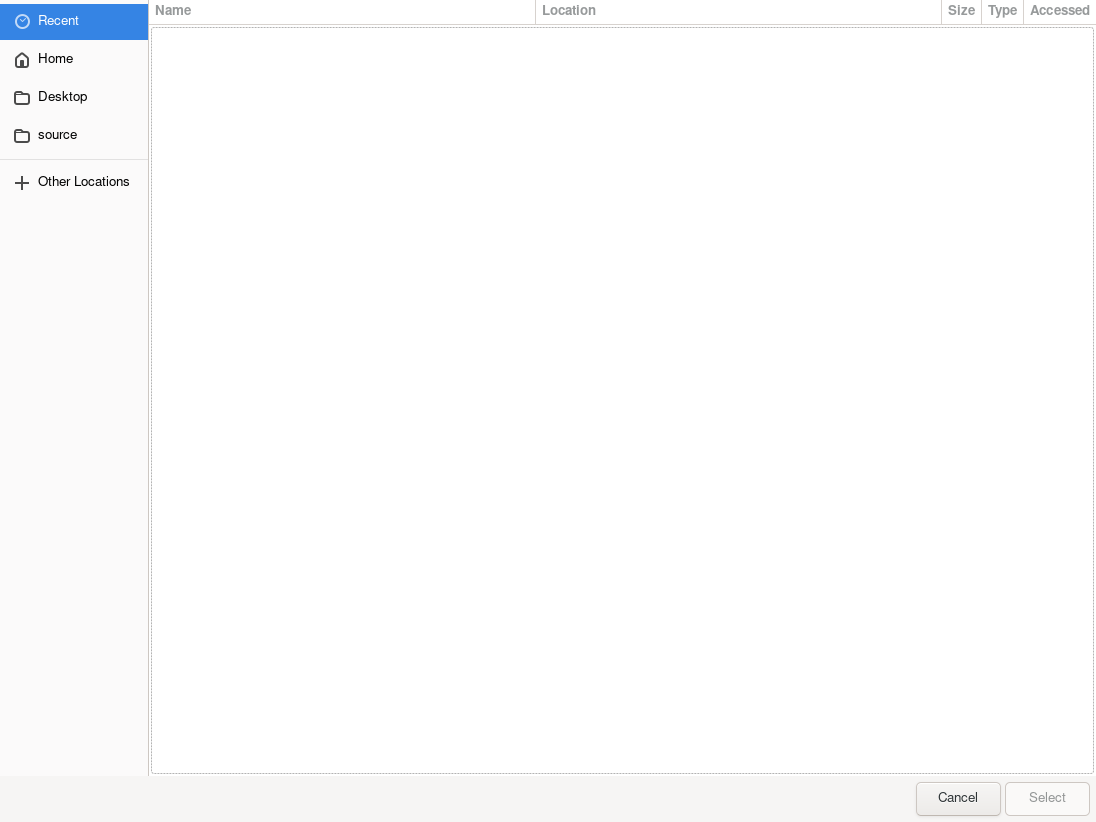 Recent
Home
Desktop
source
Other Locations
Name Location Size Type Accessed
Cancel Select